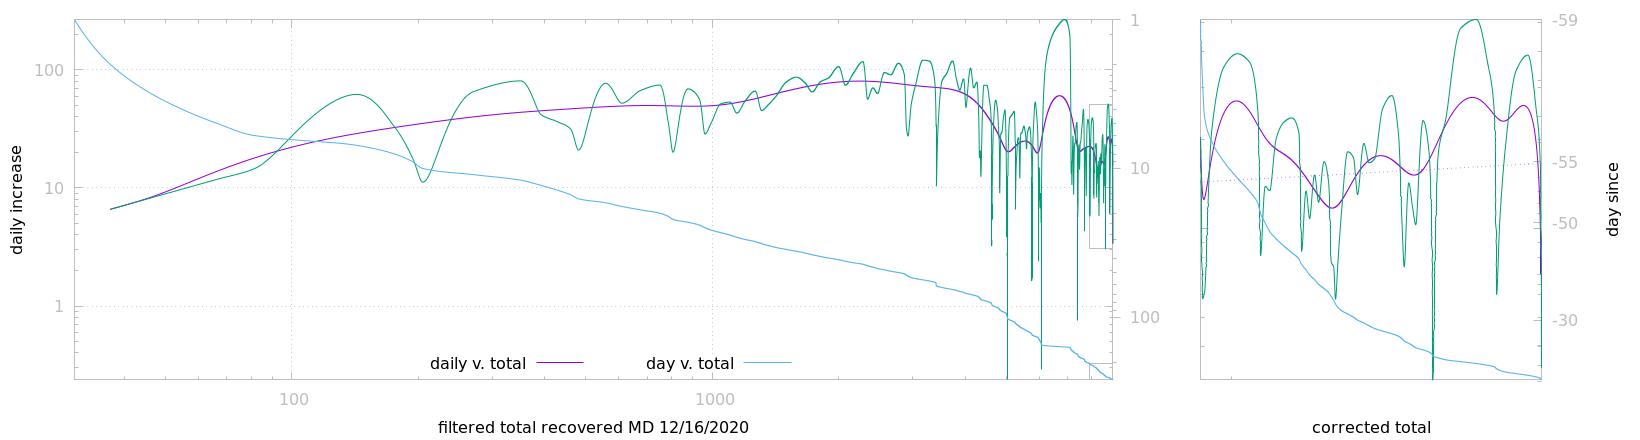 daily increase
100
10
1
100
1000
1
10
100
daily v. total
day v. total
filtered total recovered MD 12/16/2020
-59
-55
-50
-30
day since
corrected total